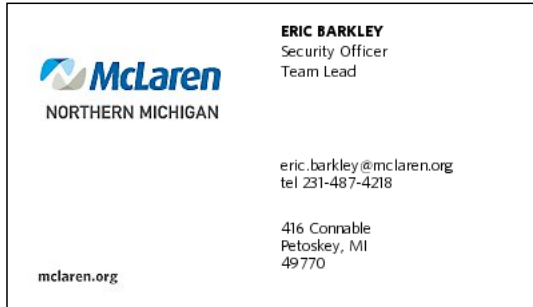 McLaren
NORTHERN MICHIGAN
mclaren.org
ERIC BARKLEY
Security Officer
Team Lead
eric.barkley@mclaren.org
tel 231-487-4218
416 Connable
Petoskey, MI
49770